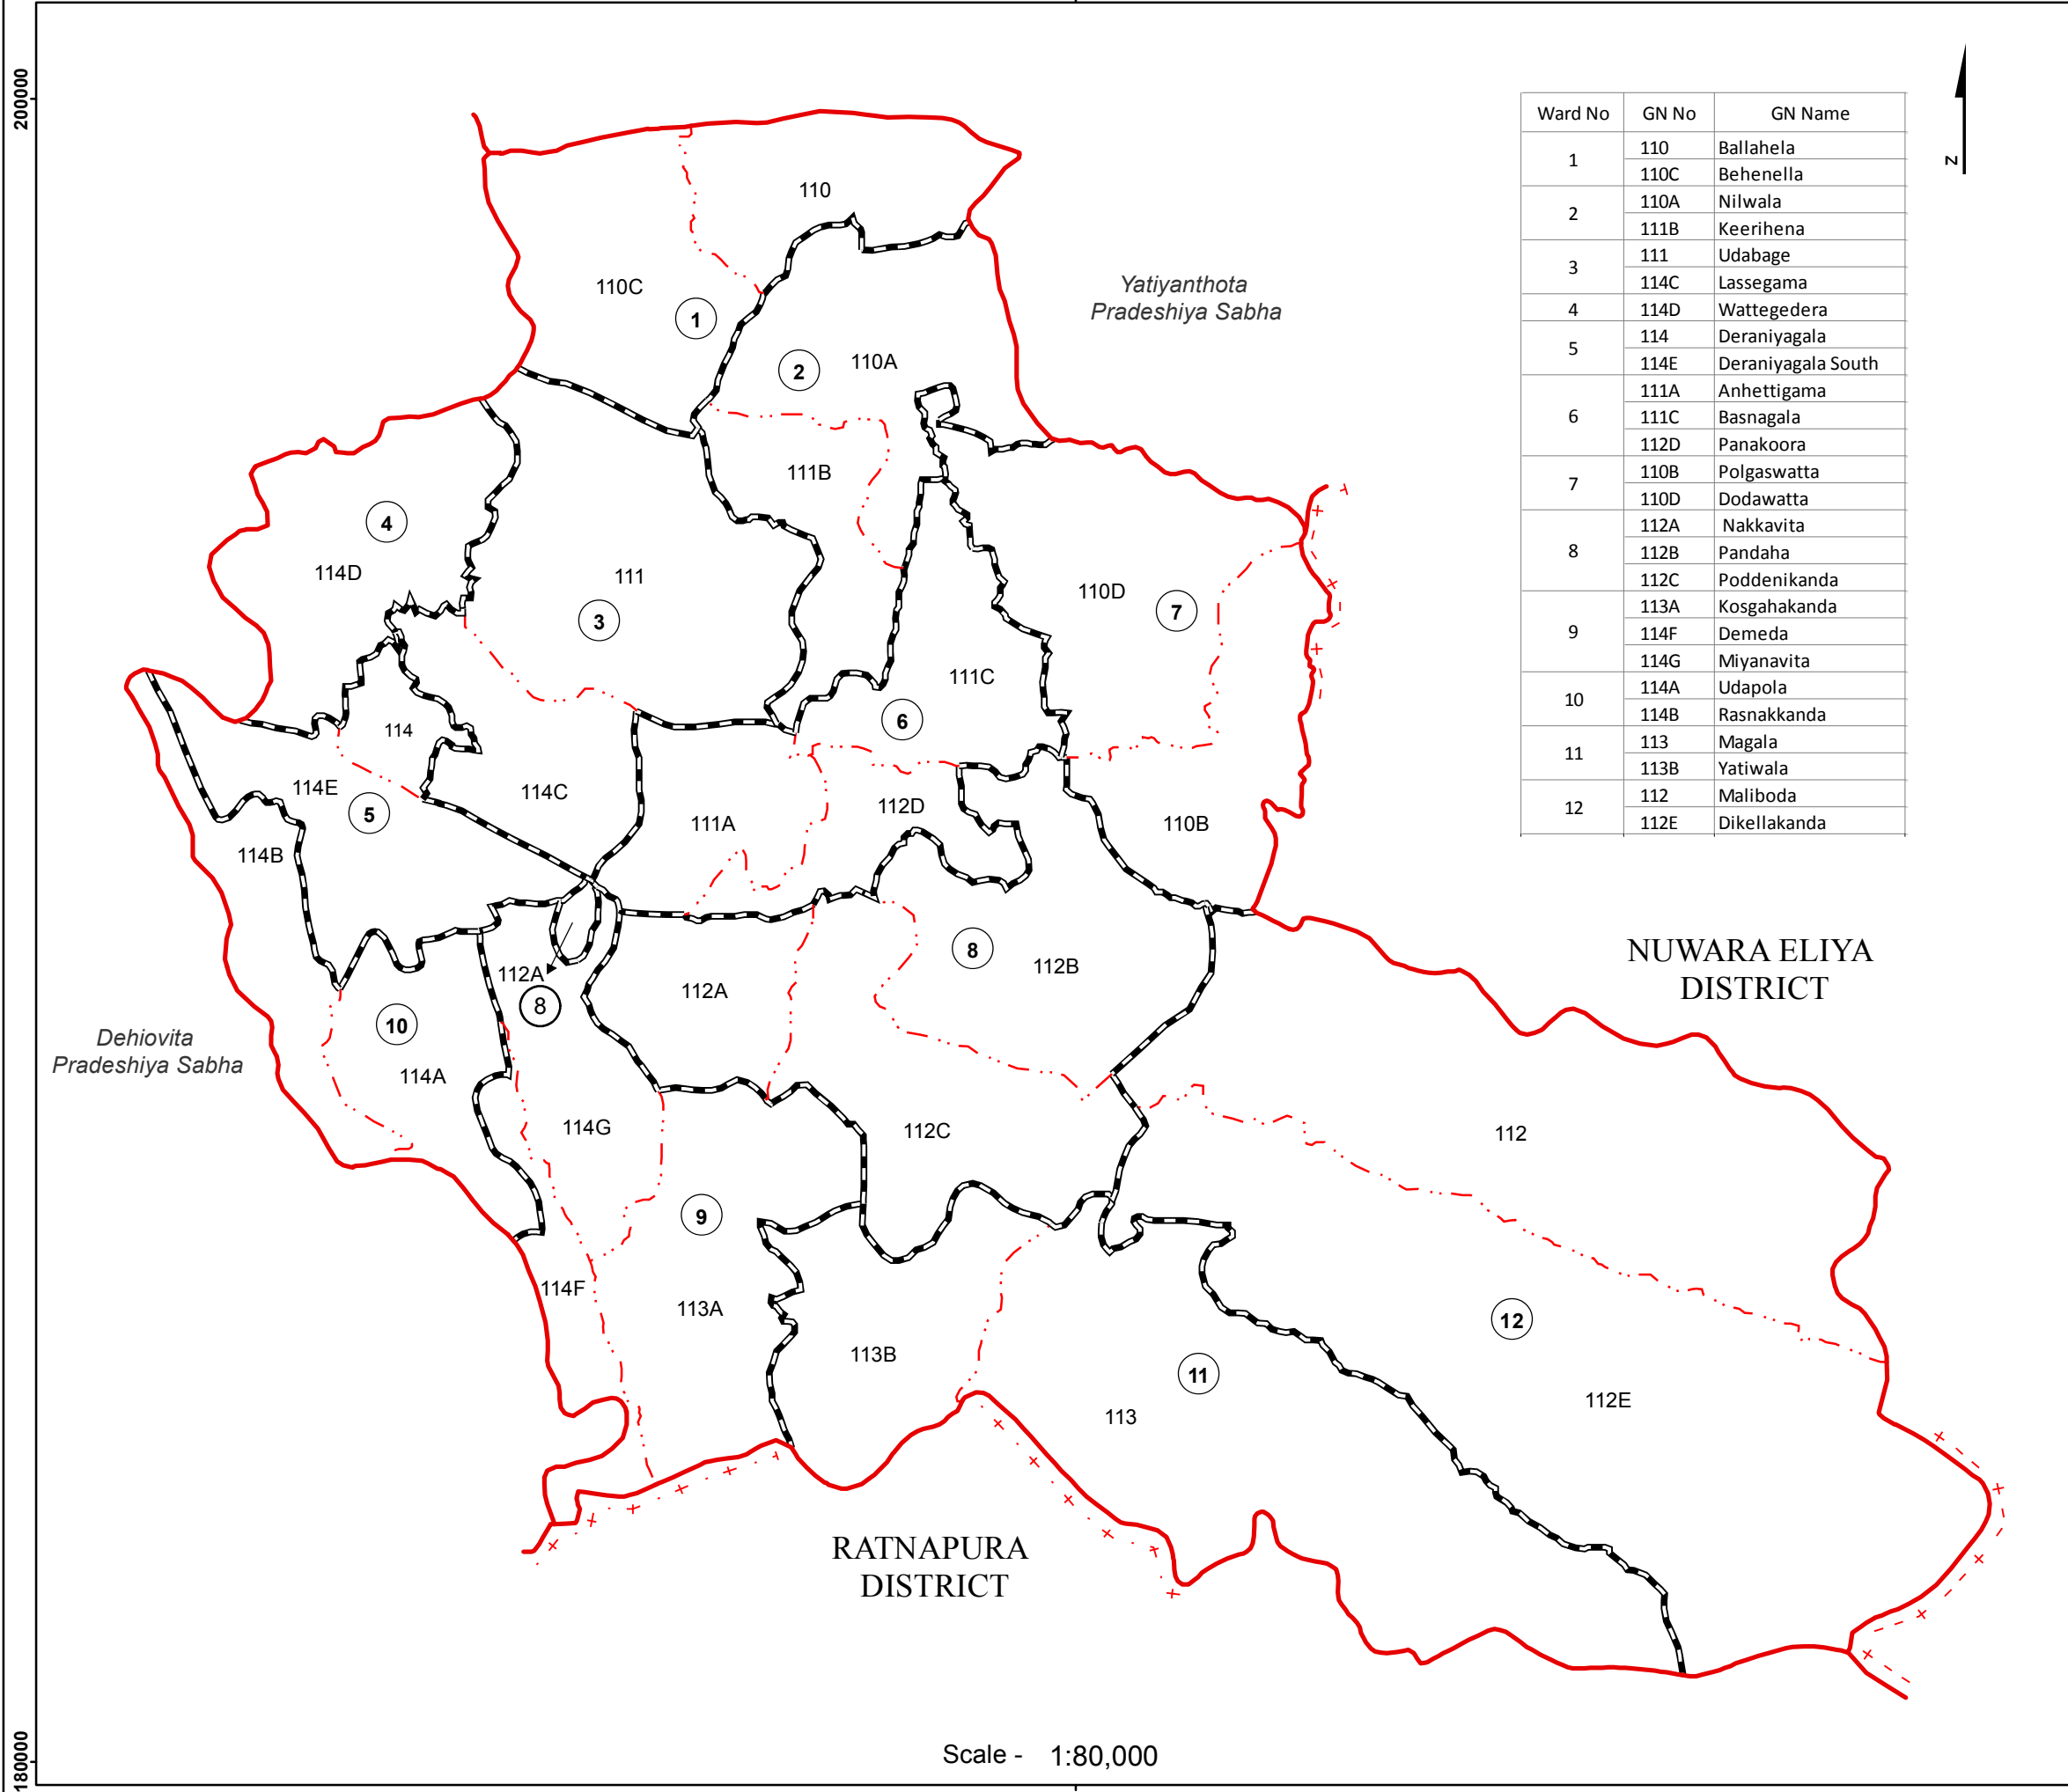 200000
180000
Ward No GN No GN Name
1 110 Ballahela
110C Behenella
2 110A Nilwala
111B Keerihena
3 111 Udabage
114C Lassegama
4 114D Wattegedera
5 114 Deraniyagala
114E Deraniyagala South
6 111A Anhettigama
111C Basnagala
112D Panakoora
7 110B Polgaswatta
110D Dodawatta
8 112A Nakkavita
112B Pandaha
112C Poddenikanda
9 113A Kosgahakanda
114F Demeda
114G Miyanavita
10 114A Udapola
114B Rasnakkanda
11 113 Magala
113B Yatiwala
12 112 Maliboda
112E Dikellakanda
N
110
110C
1
Yatiyanthota
Pradeshiya Sabha
2
110A
111B
4
114D
111
3
110D
7
111C
6
114
114E
5
114C
111A
112D
110B
114B
8
112B
112A
8
112A
NUWARA ELIYA
DISTRICT
10
Dehiovita
Pradeshiya Sabha
114A
114G
112C
112
9
114F
113A
113B
12
11
112E
113
RATNAPURA
DISTRICT
Scale - 1:80,000